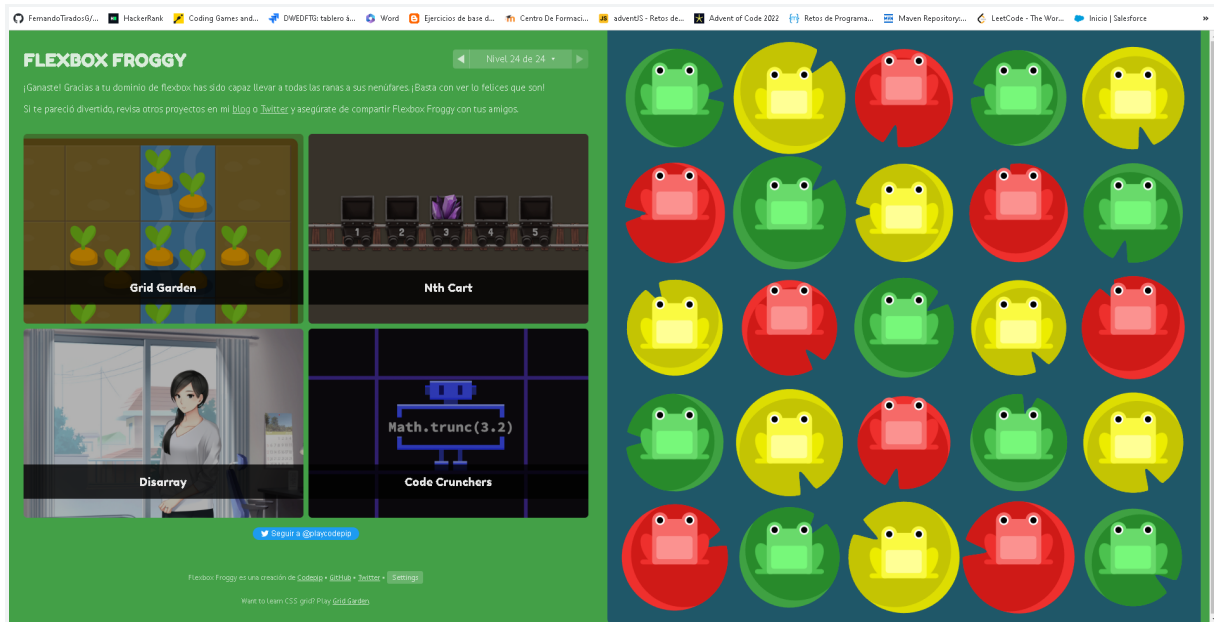 FernandoTiradosG/...
HackerRank
Coding Games and...
DWEDFTG: tablero á...
Word
Ejercicios de base d...
Centro De Formaci...
adventJS - Retos de...
Advent of Code 2022
Retos de Programa...
Maven Repository:...
LeetCode - The Wor...
Inicio | Salesforce
»
FLEXBOX FROGGY
Nivel 24 de 24
¡Ganaste! Gracias a tu dominio de flexbox has sido capaz llevar a todas las ranas a sus nenúfares. ¡Basta con ver lo felices que son!
Si te pareció divertido, revisa otros proyectos en mi blog o Twitter y asegúrate de compartir Flexbox Froggy con tus amigos.
1 2 3 4 5
Grid Garden
Nth Cart
Math.trunc(3.2)
Disarray
Code Crunchers
Seguir a @playcodepip
Flexbox Froggy es una creación de Codepip • GitHub • Twitter • Settings
Want to learn CSS grid? Play Grid Garden.